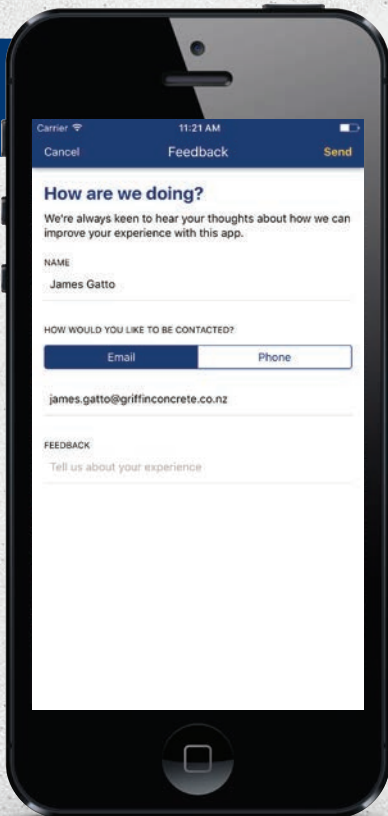 Carrier 11:21 AM
Cancel Feedback Send
How are we doing?
We're always keen to hear your thoughts about how we can
improve your experience with this app.
NAME
James Gatto
HOW WOULD YOU LIKE TO BE CONTACTED?
Email Phone
james.gatto@griffinconcrete.co.nz
FEEDBACK
Tell us about your experience